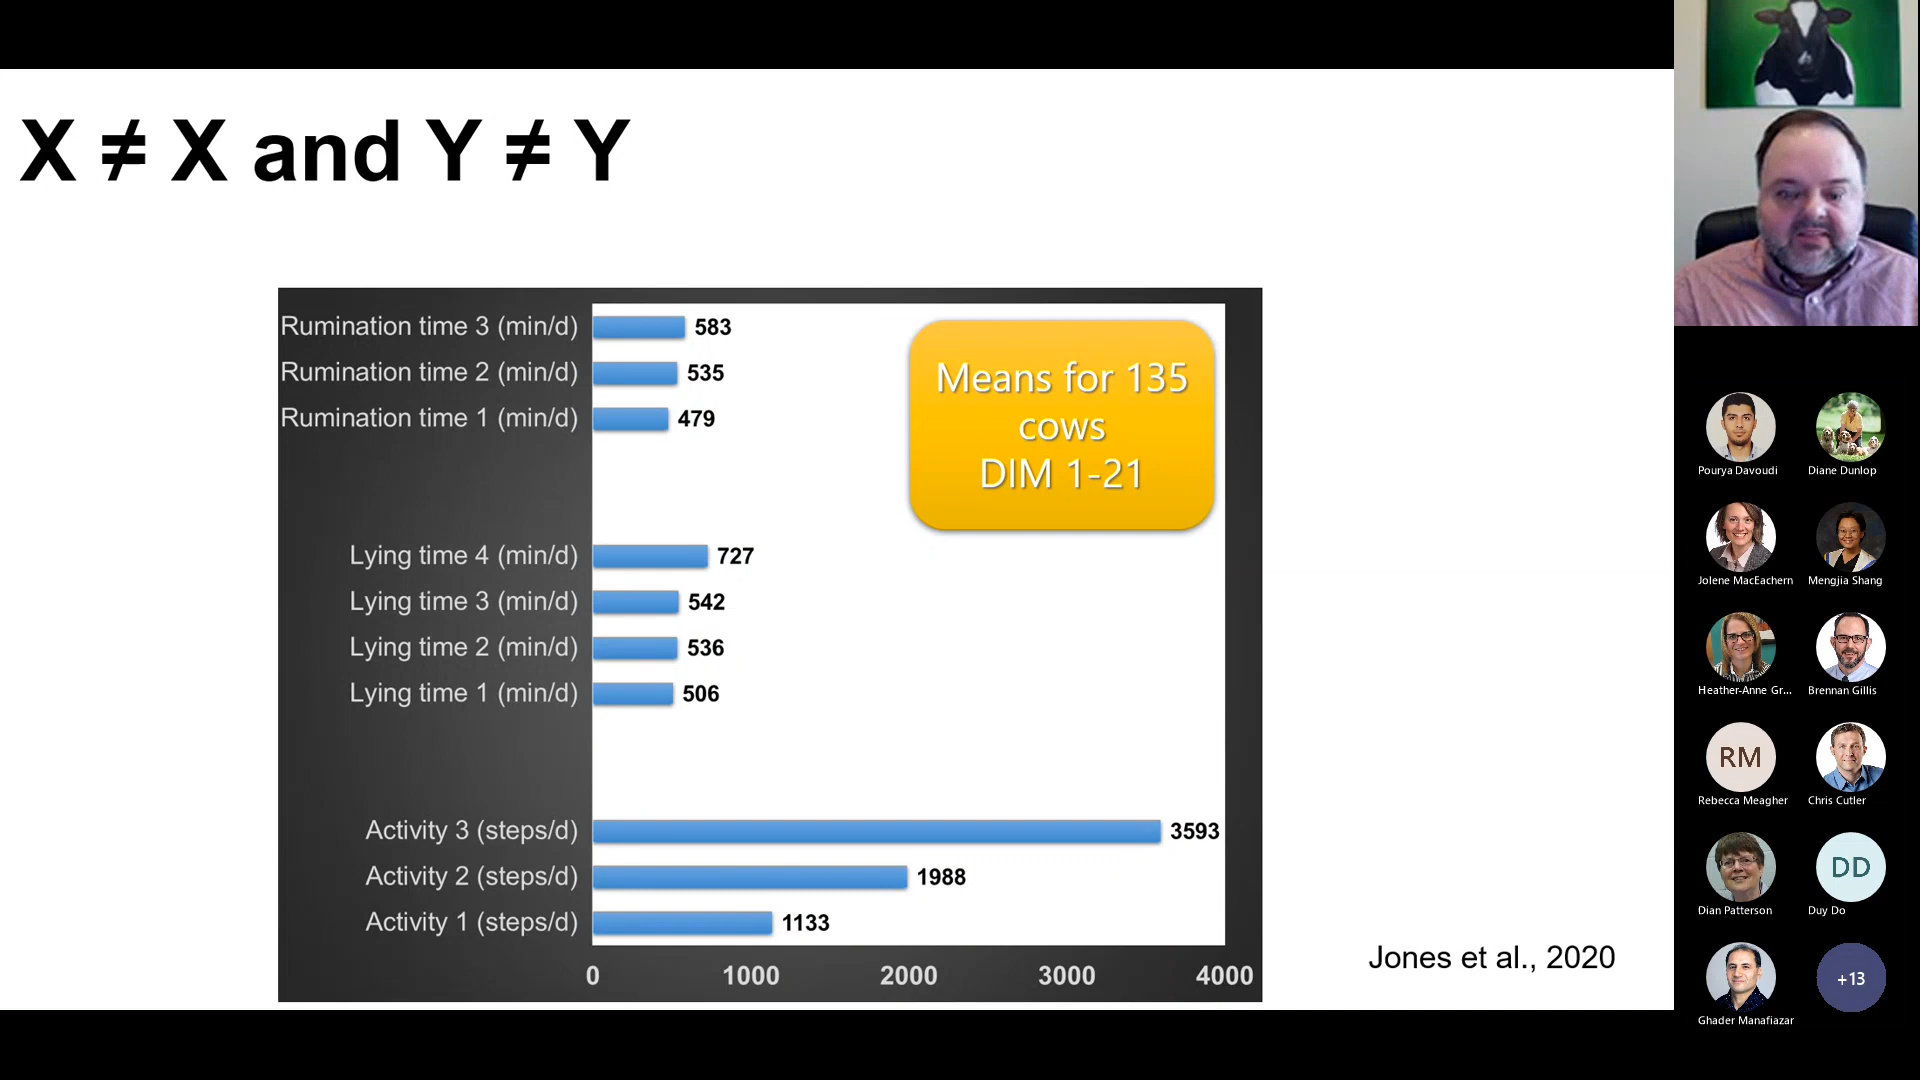 X ≠ X and Y ≠ Y
Rumination time 3 (min/d) 583
Rumination time 2 (min/d) 535
Rumination time 1 (min/d) 479
Lying time 4 (min/d) 727
Lying time 3 (min/d) 542
Lying time 2 (min/d) 536
Lying time 1 (min/d) 506
Activity 3 (steps/d) 3593
Activity 2 (steps/d) 1988
Activity 1 (steps/d) 1133
0 1000 2000 3000 4000
Means for 135
cows
DIM 1-21
Jones et al., 2020
Pourya Davoudi
Diane Dunlop
Jolene MacEachern
Mengjia Shang
Heather-Anne Gr...
Brennan Gillis
RM
Rebecca Meagher
Chris Cutler
Dian Patterson
DD
Duy Do
Ghader Manafiazar
+13